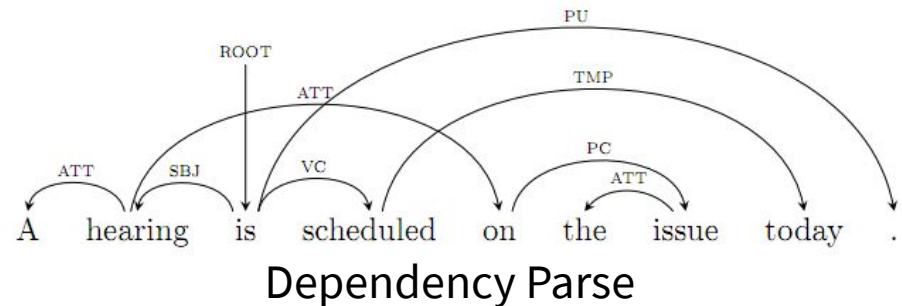 PU
ROOT
TMP
ATT
PC
ATT SBJ VC ATT
A hearing is scheduled on the issue today .
Dependency Parse